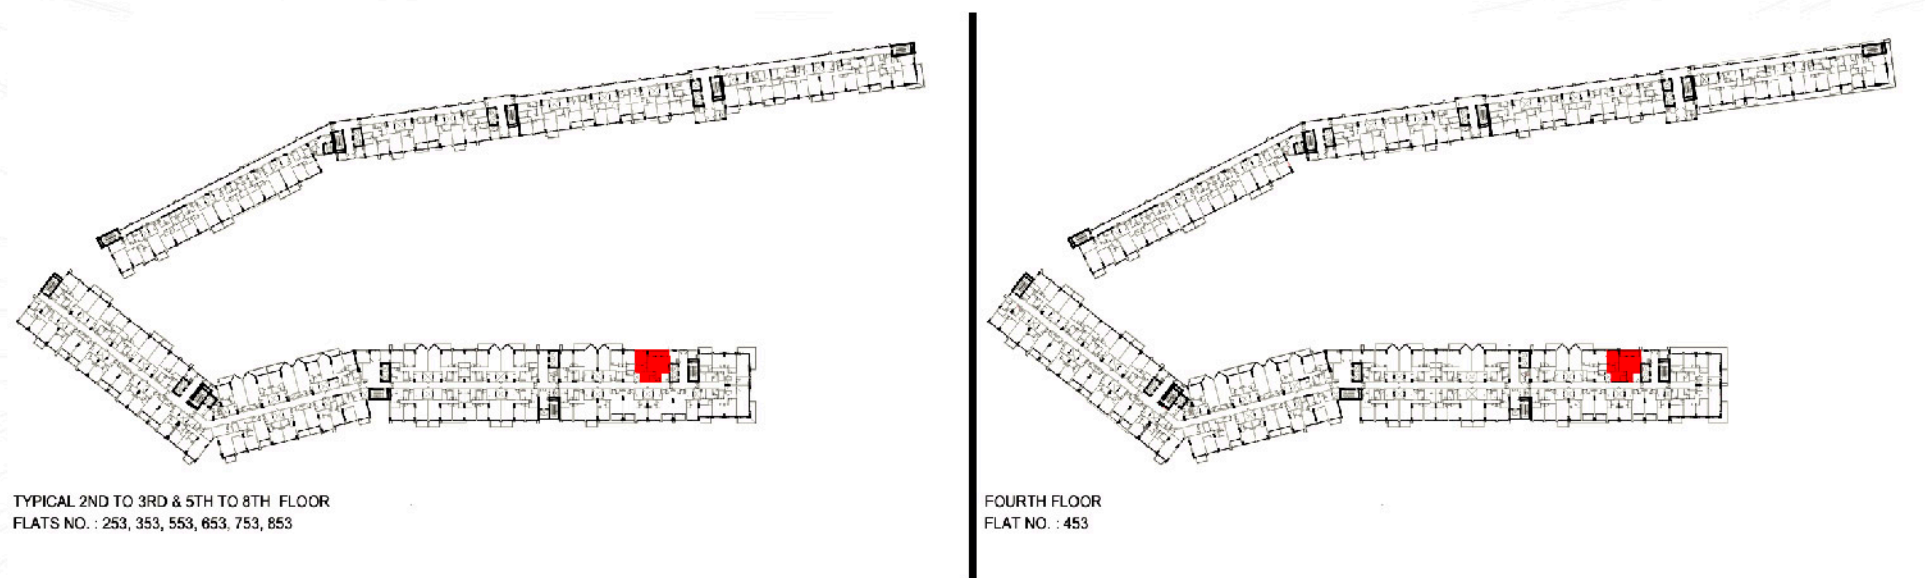 TYPICAL 2ND TO 3RD & 5TH TO 8TH FLOOR
FLATS NO. : 253, 353, 553, 653, 753, 853
FOURTH FLOOR
FLAT NO. : 453